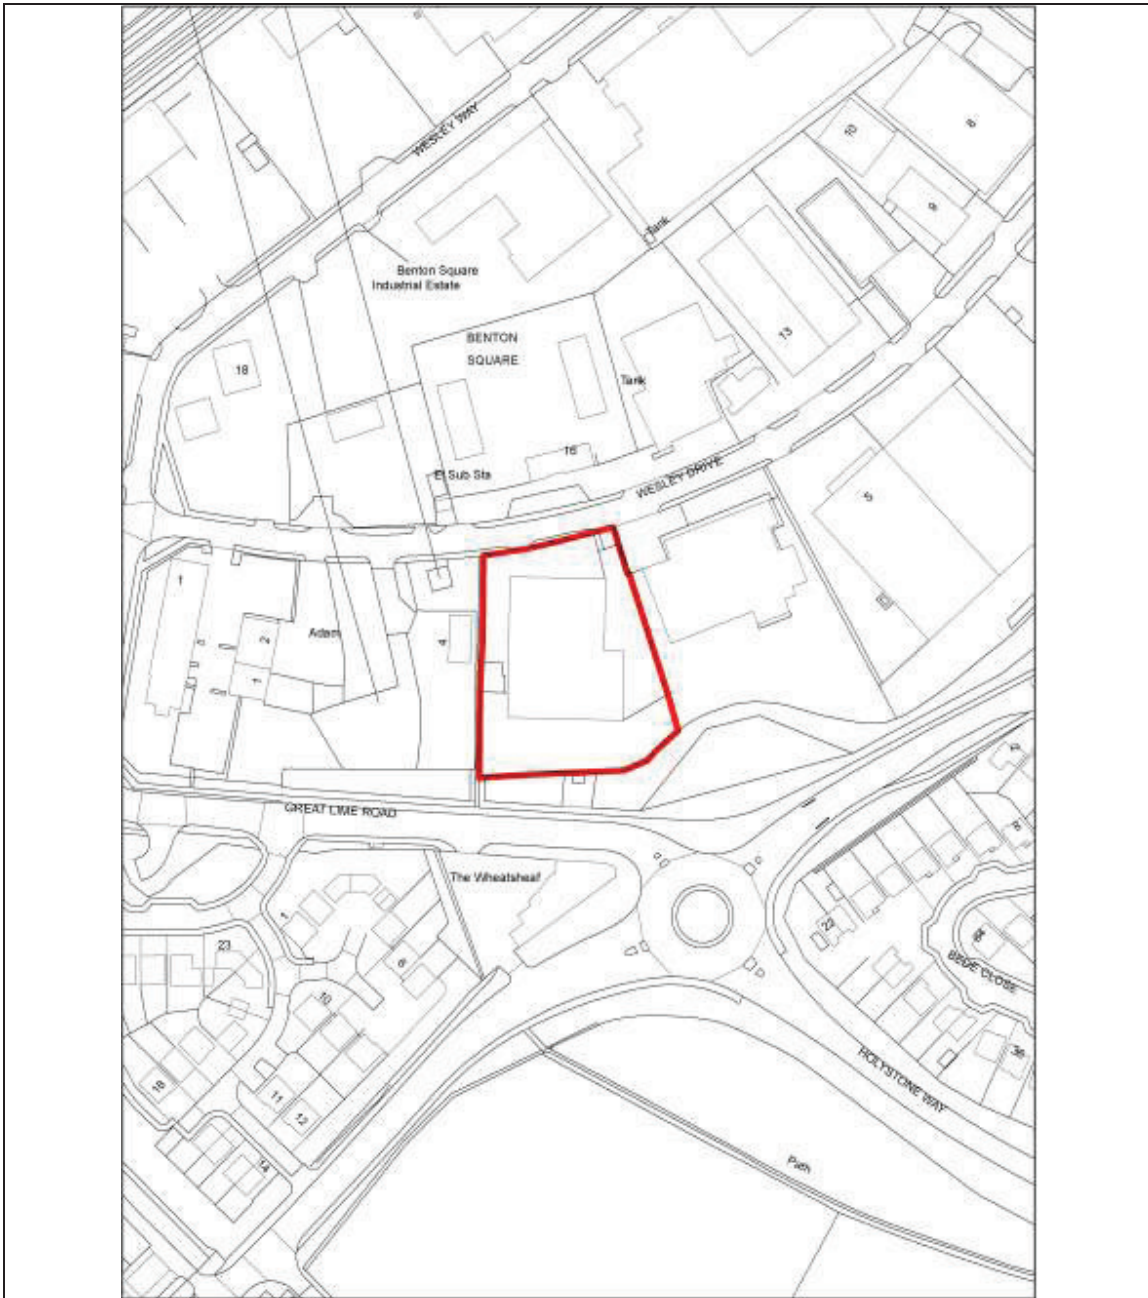 WESLEY WAY
10
8
9
Tank
Benton Square
Industrial Estate
BENTON
SQUARE
13
18
Tank
16
El Sub Sta
WESLEY DRIVE
5
1
2
Adam
4
1
GREAT LIME ROAD
The Wheatsheaf
8
1
23
22
6
BEDE CLOSE
10
36
18
11
12
HOLYSTONE WAY
14
Path